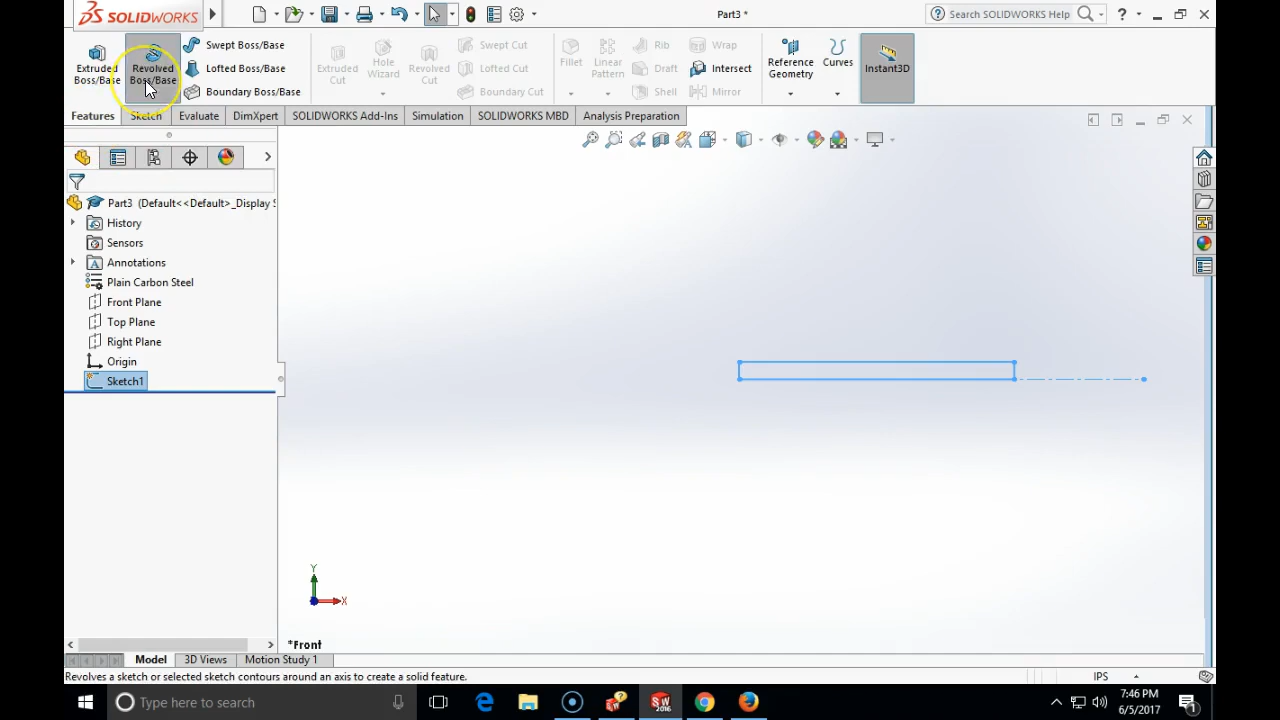 SOLIDWORKS
Part3 *
Search SOLIDWORKS Help
?
Extruded Boss/Base
Revolved Boss/Base
Swept Boss/Base
Lofted Boss/Base
Boundary Boss/Base
Extruded Cut
Hole Wizard
Revolved Cut
Swept Cut
Lofted Cut
Boundary Cut
Fillet
Linear Pattern
Rib
Draft
Shell
Wrap
Intersect
Mirror
Reference Geometry
Curves
Instant3D
Features
Sketch
Evaluate
DimXpert
SOLIDWORKS Add-Ins
Simulation
SOLIDWORKS MBD
Analysis Preparation
Part3 (Default<<Default>_Display S
History
Sensors
Annotations
Plain Carbon Steel
Front Plane
Top Plane
Right Plane
Origin
Sketch1
Y
X
*Front
Model
3D Views
Motion Study 1
Revolves a sketch or selected sketch contours around an axis to create a solid feature.
IPS
Type here to search
SW 2016
7:46 PM
6/5/2017
1